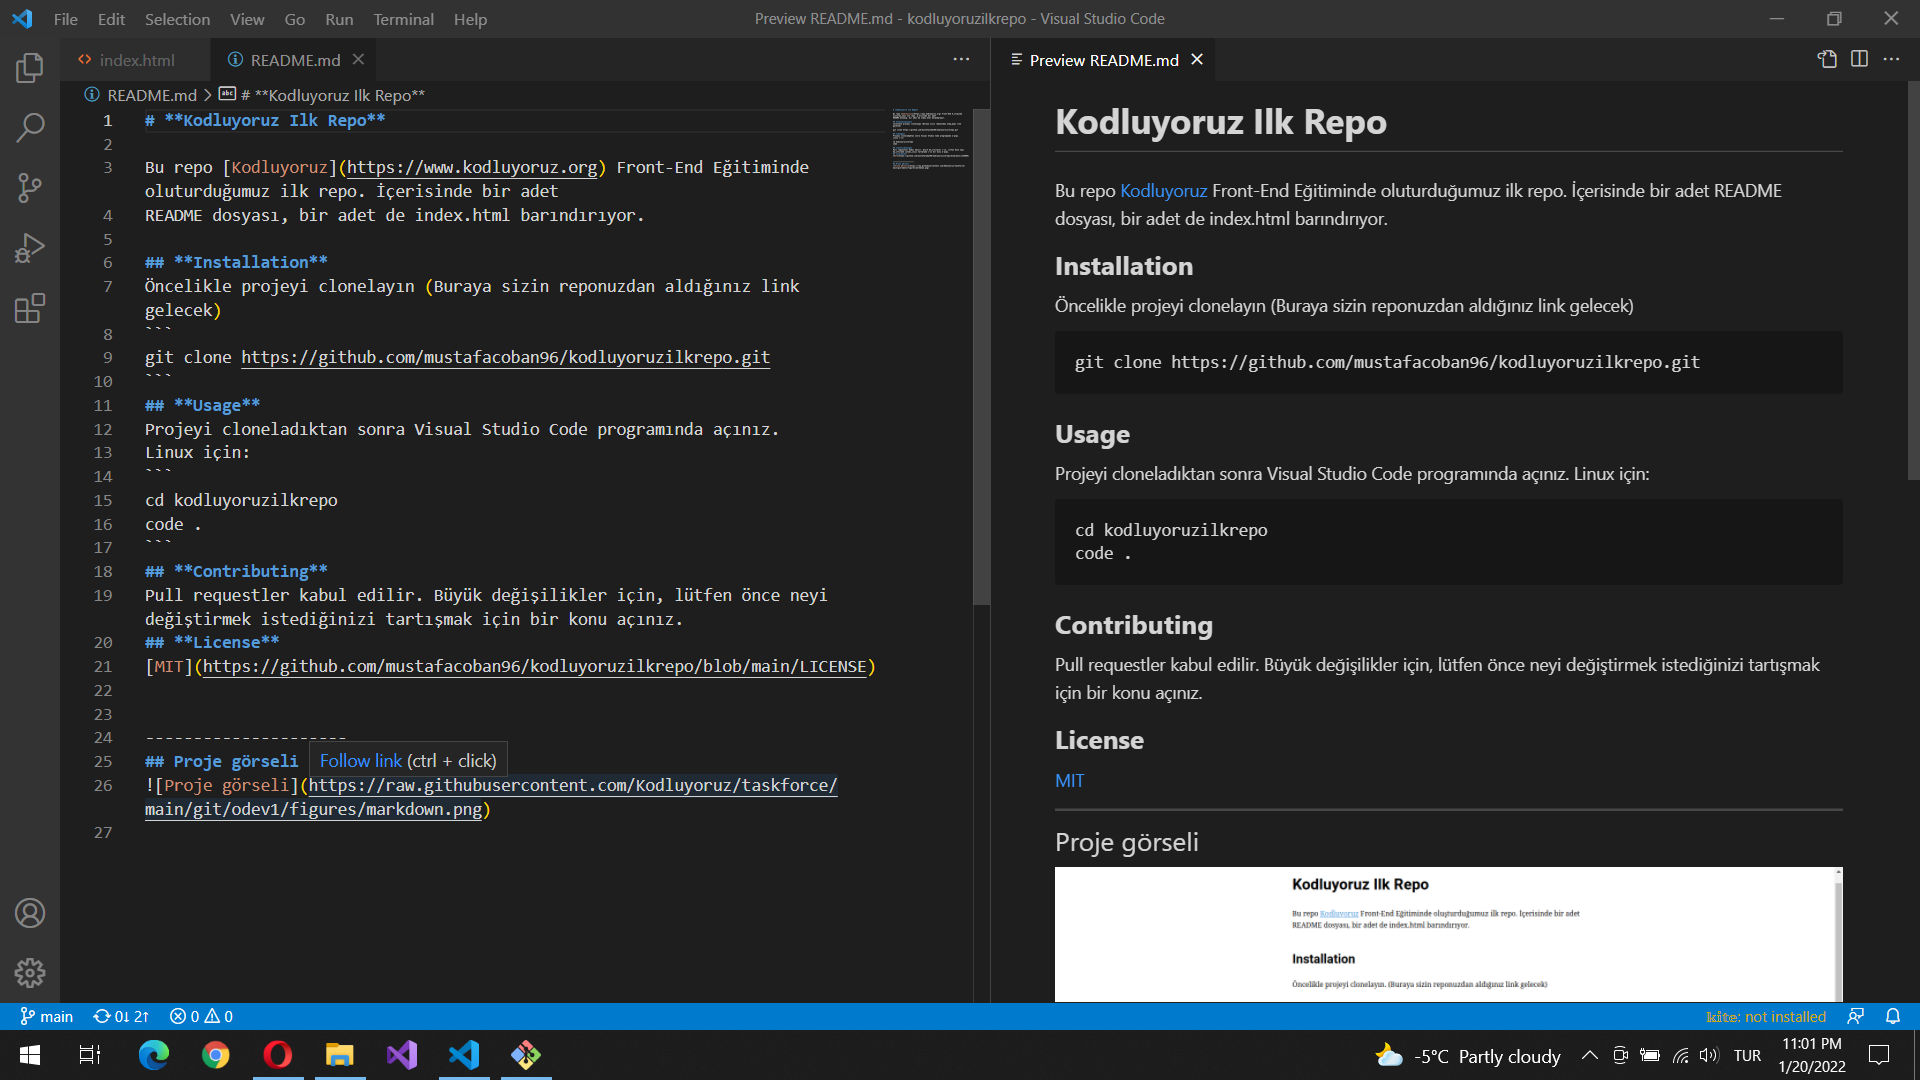 File Edit Selection View Go Run Terminal Help
Preview README.md - kodluyoruzilkrepo - Visual Studio Code
index.html
README.md
README.md > # **Kodluyoruz Ilk Repo**
1 # **Kodluyoruz Ilk Repo**
2
3 Bu repo [Kodluyoruz](https://www.kodluyoruz.org) Front-End Eğitiminde
oluturduğumuz ilk repo. İçerisinde bir adet
4 README dosyası, bir adet de index.html barındırıyor.
5
6 ## **Installation**
7 Öncelikle projeyi clonelayın (Buraya sizin reponuzdan aldığınız link
gelecek)
8 ```
9 git clone https://github.com/mustafacoban96/kodluyoruzilkrepo.git
10 ```
11 ## **Usage**
12 Projeyi cloneladıktan sonra Visual Studio Code programında açınız.
13 Linux için:
14 ```
15 cd kodluyoruzilkrepo
16 code .
17 ```
18 ## **Contributing**
19 Pull requestler kabul edilir. Büyük değişilikler için, lütfen önce neyi
değiştirmek istediğinizi tartışmak için bir konu açınız.
20 ## **License**
21 [MIT](https://github.com/mustafacoban96/kodluyoruzilkrepo/blob/main/LICENSE)
22
23
24 ---------------------
25 ## Proje görseli
Follow link (ctrl + click)
26 ![Proje görseli](https://raw.githubusercontent.com/Kodluyoruz/taskforce/
main/git/odev1/figures/markdown.png)
27
Preview README.md
Kodluyoruz Ilk Repo
Bu repo Kodluyoruz Front-End Eğitiminde oluturduğumuz ilk repo. İçerisinde bir adet README
dosyası, bir adet de index.html barındırıyor.
Installation
Öncelikle projeyi clonelayın (Buraya sizin reponuzdan aldığınız link gelecek)
git clone https://github.com/mustafacoban96/kodluyoruzilkrepo.git
Usage
Projeyi cloneladıktan sonra Visual Studio Code programında açınız. Linux için:
cd kodluyoruzilkrepo
code .
Contributing
Pull requestler kabul edilir. Büyük değişilikler için, lütfen önce neyi değiştirmek istediğinizi tartışmak
için bir konu açınız.
License
MIT
Proje görseli
Kodluyoruz Ilk Repo
Bu repo Kodluyoruz Front-End Eğitiminde oluşturduğumuz ilk repo. İçerisinde bir adet
README dosyası, bir adet de index.html barındırıyor.
Installation
Öncelikle projeyi clonelayın. (Buraya sizin reponuzdan aldığınız link gelecek)
main 0↓ 2↑ 0 0
kite: not installed
-5°C Partly cloudy
TUR
11:01 PM
1/20/2022